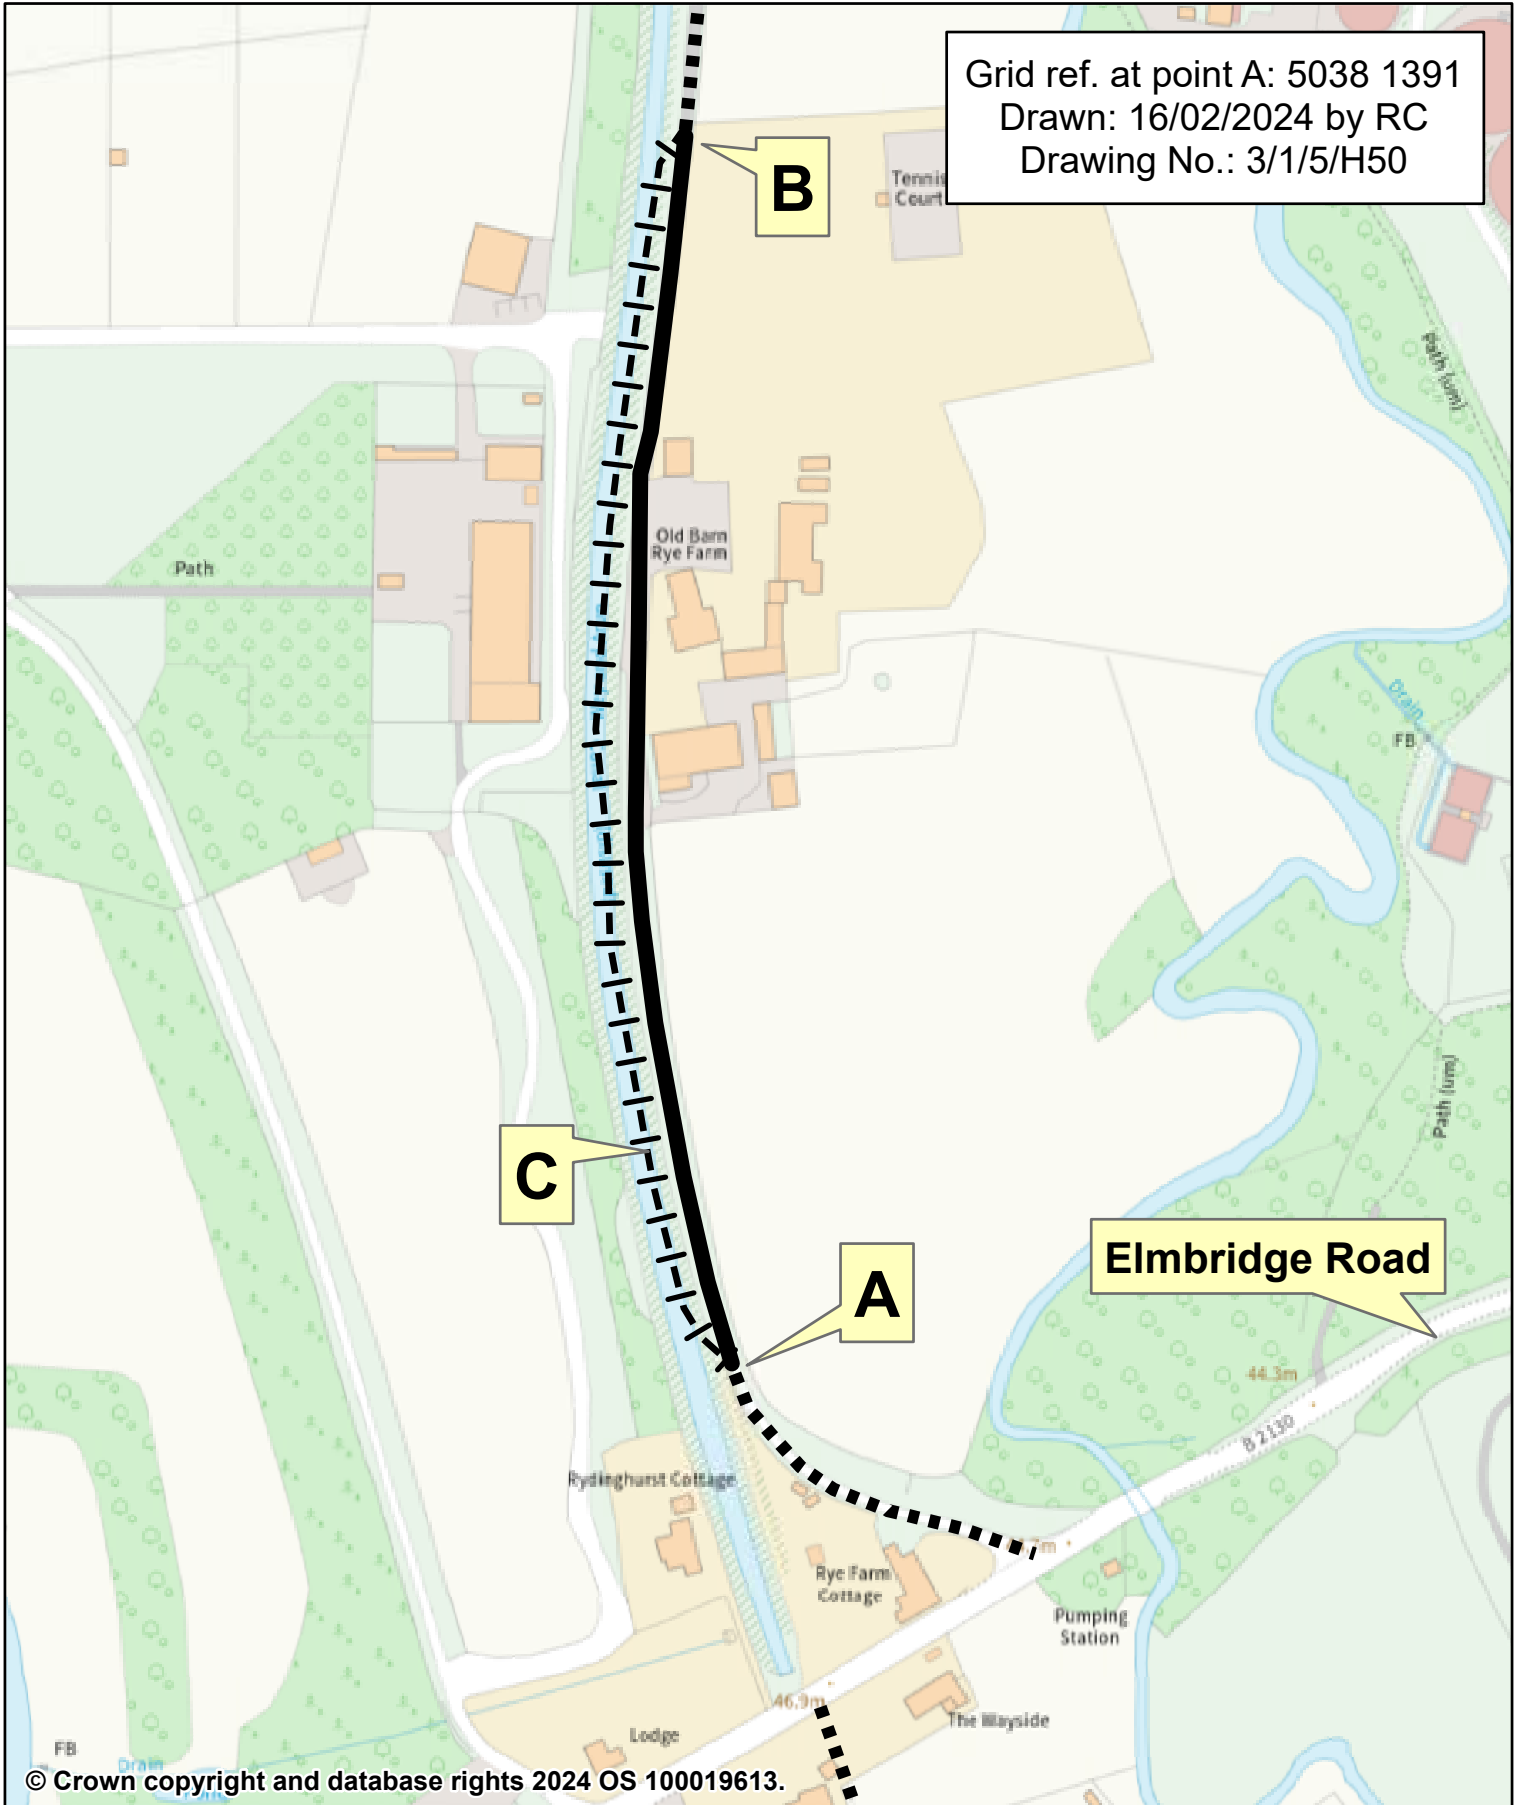 Grid ref. at point A: 5038 1391
Drawn: 16/02/2024 by RC
Drawing No.: 3/1/5/H50
B
Tennis
Court
Path (um)
Old Barn
Rye Farm
Path
Drain
FB
Path (um)
C
A
Elmbridge Road
44.3m
B 2130
Rydinghurst Cottage
Rye Farm
Cottage
Pumping
Station
46.9m
The Wayside
Lodge
FB
Drain
© Crown copyright and database rights 2024 OS 100019613.